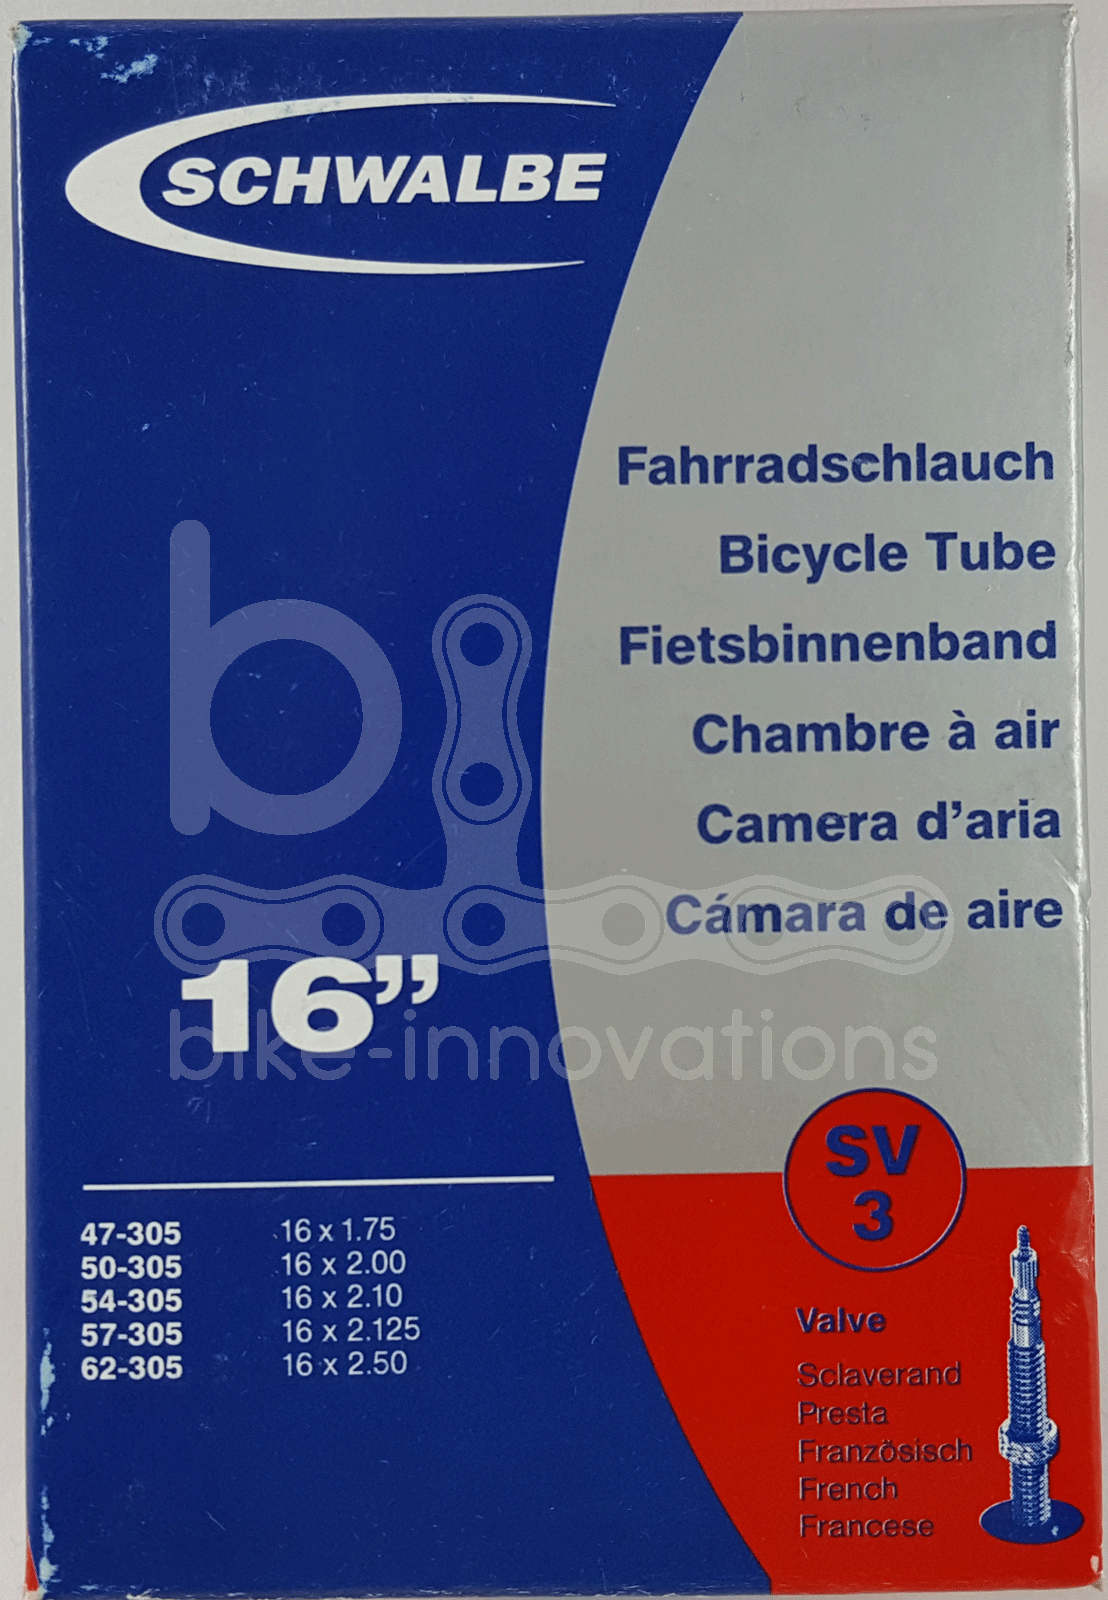 SCHWALBE
Fahrradschlauch
Bicycle Tube
Fietsbinnenband
Chambre à air
Camera d'aria
Cámara de aire
b
16”
bike-innovations
SV
3
47-305 16 x 1.75
50-305 16 x 2.00
54-305 16 x 2.10
57-305 16 x 2.125
62-305 16 x 2.50
Valve
Sclaverand
Presta
Französisch
French
Francese